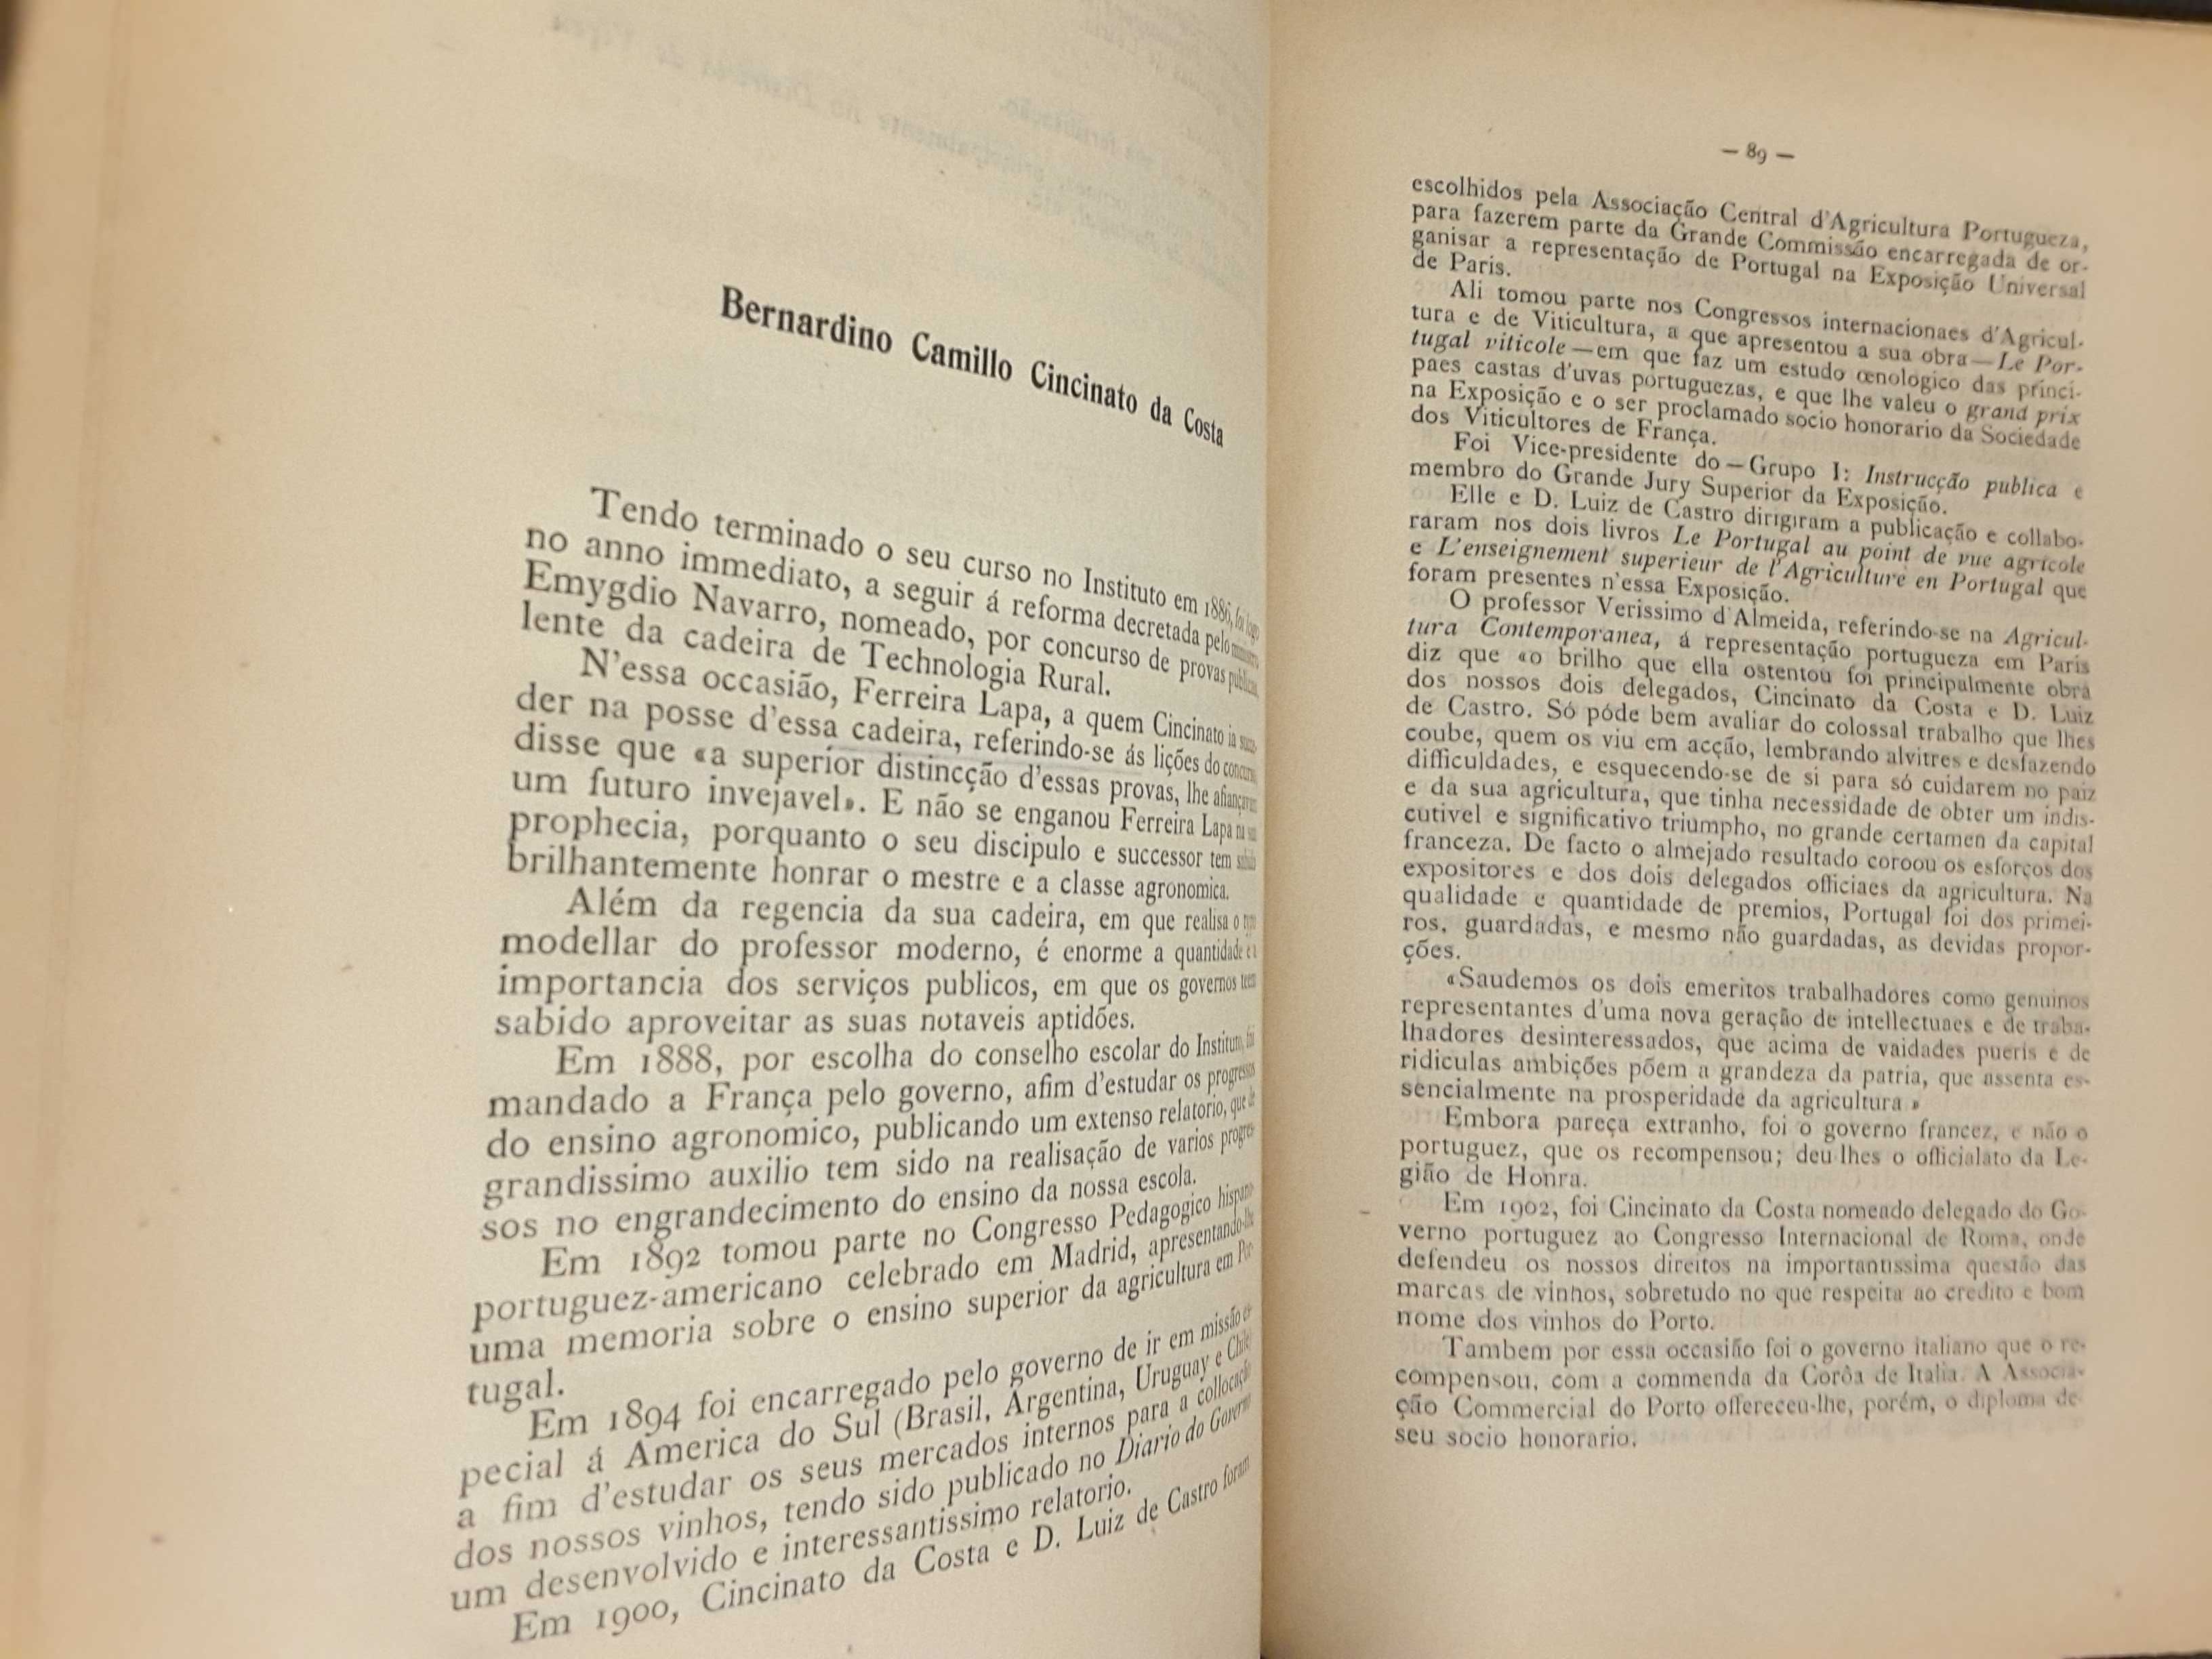 Bernardino Camillo Cincinato da Costa
Tendo terminado o seu curso no Instituto em 1886, foi logo
no anno immediato, a seguir á reforma decretada pelo ministro
Emygdio Navarro, nomeado, por concurso de provas publicas,
lente da cadeira de Technologia Rural.
N'essa occasião, Ferreira Lapa, a quem Cincinato ia succe-
der na posse d'essa cadeira, referindo-se ás lições do concurso,
disse que «a superior distincção d'essas provas, lhe afiançavam
um futuro invejavel». E não se enganou Ferreira Lapa na sua
prophecia, porquanto o seu discipulo e successor tem sabido
brilhantemente honrar o mestre e a classe agronomica.
Além da regencia da sua cadeira, em que realisa o typo
modellar do professor moderno, é enorme a quantidade e a
importancia dos serviços publicos, em que os governos teem
sabido aproveitar as suas notaveis aptidões.
Em 1888, por escolha do conselho escolar do Instituto, foi
mandado a França pelo governo, afim d'estudar os progressos
do ensino agronomico, publicando um extenso relatorio, que de
grandissimo auxilio tem sido na realisação de varios progres-
sos no engrandecimento do ensino da nossa escola.
Em 1892 tomou parte no Congresso Pedagogico hispano-
portuguez-americano celebrado em Madrid, apresentando-lhe
uma memoria sobre o ensino superior da agricultura em Por-
tugal.
Em 1894 foi encarregado pelo governo de ir em missão es-
pecial á America do Sul (Brasil, Argentina, Uruguay e Chile)
a fim d'estudar os seus mercados internos para a collocação
dos nossos vinhos, tendo sido publicado no Diario do Governo
um desenvolvido e interessantissimo relatorio.
Em 1900, Cincinato da Costa e D. Luiz de Castro foram
— 89 —
escolhidos pela Associação Central d'Agricultura Portugueza,
para fazerem parte da Grande Commissão encarregada de or-
ganisar a representação de Portugal na Exposição Universal
de Paris.
Ali tomou parte nos Congressos internacionaes d'Agricul-
tura e de Viticultura, a que apresentou a sua obra — Le Por-
tugal viticole — em que faz um estudo œnologico das princi-
paes castas d'uvas portuguezas, e que lhe valeu o grand prix
na Exposição e o ser proclamado socio honorario da Sociedade
dos Viticultores de França.
Foi Vice-presidente do — Grupo I: Instrucção publica e
membro do Grande Jury Superior da Exposição.
Elle e D. Luiz de Castro dirigiram a publicação e collabo-
raram nos dois livros Le Portugal au point de vue agricole
e L'enseignement superieur de l'Agriculture en Portugal que
foram presentes n'essa Exposição.
O professor Verissimo d'Almeida, referindo-se na Agricul-
tura Contemporanea, á representação portugueza em Paris
diz que «o brilho que ella ostentou foi principalmente obra
dos nossos dois delegados, Cincinato da Costa e D. Luiz
de Castro. Só póde bem avaliar do colossal trabalho que lhes
coube, quem os viu em acção, lembrando alvitres e desfazendo
difficuldades, e esquecendo-se de si para só cuidarem no paiz
e da sua agricultura, que tinha necessidade de obter um indis-
cutivel e significativo triumpho, no grande certamen da capital
franceza. De facto o almejado resultado coroou os esforços dos
expositores e dos dois delegados officiaes da agricultura. Na
qualidade e quantidade de premios, Portugal foi dos primei-
ros, guardadas, e mesmo não guardadas, as devidas propor-
ções.
«Saudemos os dois emeritos trabalhadores como genuinos
representantes d'uma nova geração de intellectuaes e de traba-
lhadores desinteressados, que acima de vaidades pueris e de
ridiculas ambições põem a grandeza da patria, que assenta es-
sencialmente na prosperidade da agricultura »
Embora pareça extranho, foi o governo francez, e não o
portuguez, que os recompensou; deu-lhes o officialato da Le-
gião de Honra.
Em 1902, foi Cincinato da Costa nomeado delegado do Go-
verno portuguez ao Congresso Internacional de Roma, onde
defendeu os nossos direitos na importantissima questão das
marcas de vinhos, sobretudo no que respeita ao credito e bom
nome dos vinhos do Porto.
Tambem por essa occasião foi o governo italiano que o re-
compensou, com a commenda da Corôa de Italia. A Associa-
ção Commercial do Porto offereceu-lhe, porém, o diploma de
seu socio honorario.